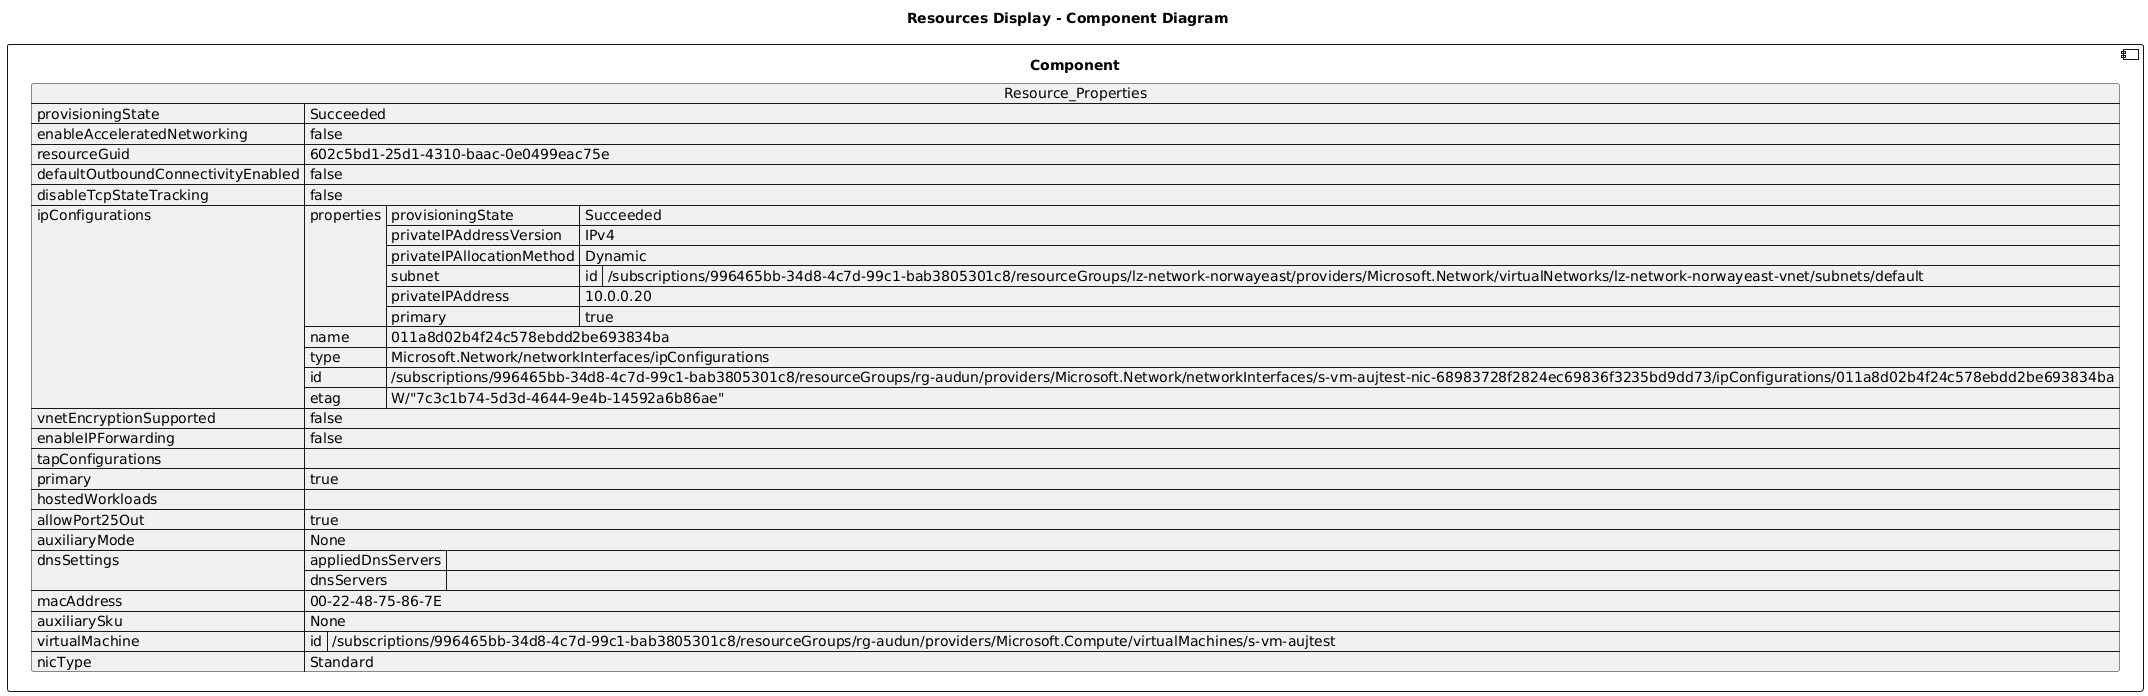 Resources Display - Component Diagram
Component
Resource_Properties
provisioningState Succeeded
enableAcceleratedNetworking false
resourceGuid 602c5bd1-25d1-4310-baac-0e0499eac75e
defaultOutboundConnectivityEnabled false
disableTcpStateTracking false
ipConfigurations properties provisioningState Succeeded
privateIPAddressVersion IPv4
privateIPAllocationMethod Dynamic
subnet id /subscriptions/996465bb-34d8-4c7d-99c1-bab3805301c8/resourceGroups/lz-network-norwayeast/providers/Microsoft.Network/virtualNetworks/lz-network-norwayeast-vnet/subnets/default
privateIPAddress 10.0.0.20
primary true
name 011a8d02b4f24c578ebdd2be693834ba
type Microsoft.Network/networkInterfaces/ipConfigurations
id /subscriptions/996465bb-34d8-4c7d-99c1-bab3805301c8/resourceGroups/rg-audun/providers/Microsoft.Network/networkInterfaces/s-vm-aujtest-nic-68983728f2824ec69836f3235bd9dd73/ipConfigurations/011a8d02b4f24c578ebdd2be693834ba
etag W/"7c3c1b74-5d3d-4644-9e4b-14592a6b86ae"
vnetEncryptionSupported false
enableIPForwarding false
tapConfigurations
primary true
hostedWorkloads
allowPort25Out true
auxiliaryMode None
dnsSettings appliedDnsServers
dnsServers
macAddress 00-22-48-75-86-7E
auxiliarySku None
virtualMachine id /subscriptions/996465bb-34d8-4c7d-99c1-bab3805301c8/resourceGroups/rg-audun/providers/Microsoft.Compute/virtualMachines/s-vm-aujtest
nicType Standard